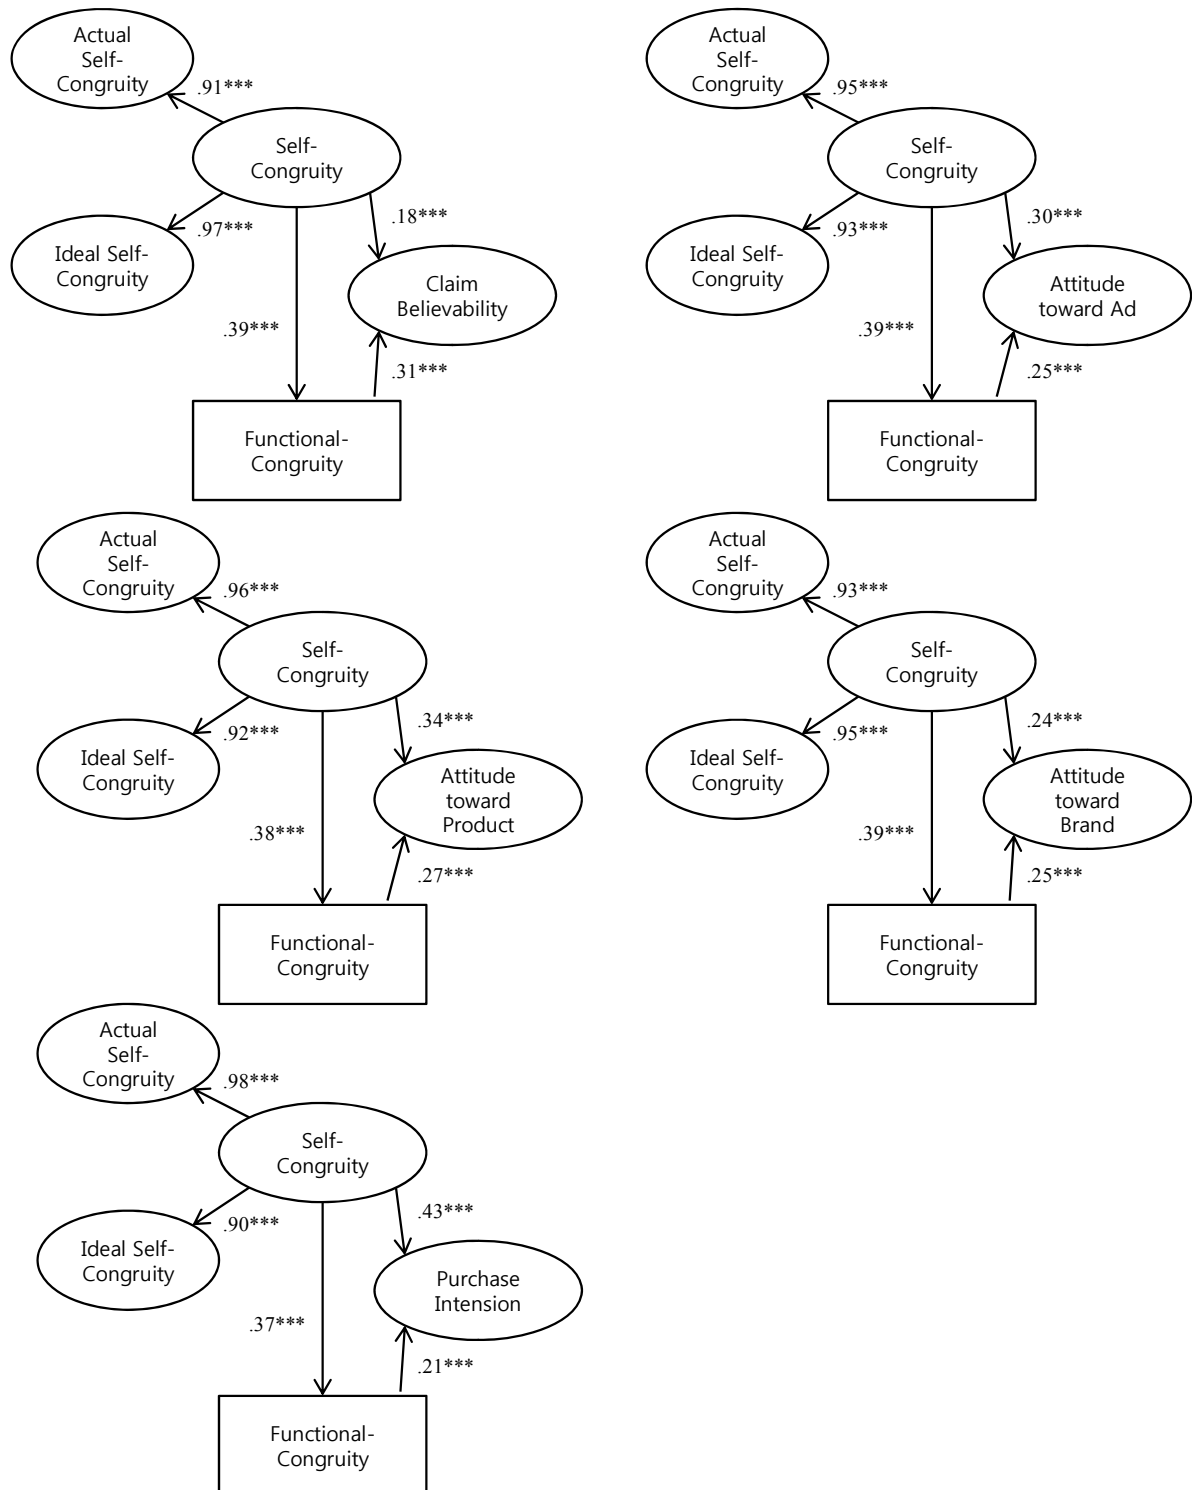 Actual
Self-
Congruity
.91***
Self-
Congruity
Ideal Self-
Congruity
.97***
.18***
Claim
Believability
.39***
.31***
Functional-
Congruity
Actual
Self-
Congruity
.95***
Self-
Congruity
Ideal Self-
Congruity
.93***
.30***
Attitude
toward Ad
.39***
.25***
Functional-
Congruity
Actual
Self-
Congruity
.96***
Self-
Congruity
Ideal Self-
Congruity
.92***
.34***
Attitude
toward
Product
.38***
.27***
Functional-
Congruity
Actual
Self-
Congruity
.93***
Self-
Congruity
Ideal Self-
Congruity
.95***
.24***
Attitude
toward
Brand
.39***
.25***
Functional-
Congruity
Actual
Self-
Congruity
.98***
Self-
Congruity
Ideal Self-
Congruity
.90***
.43***
Purchase
Intension
.37***
.21***
Functional-
Congruity